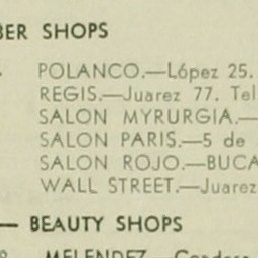 BER SHOPS
POLANCO.—López 25.
REGIS.—Juarez 77. Tel
SALON MYRURGIA.—
SALON PARIS.—5 de
SALON ROJO.—BUCA
WALL STREET.—Juarez
— BEAUTY SHOPS
MELENDEZ.—